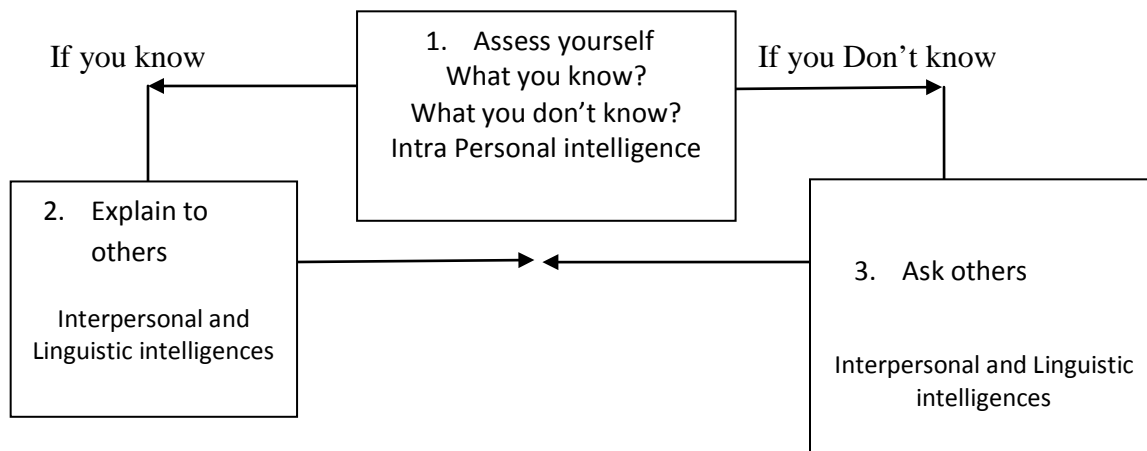 If you know
1. Assess yourself
What you know?
What you don’t know?
Intra Personal intelligence
If you Don’t know
2. Explain to
others
Interpersonal and
Linguistic intelligences
3. Ask others
Interpersonal and Linguistic
intelligences